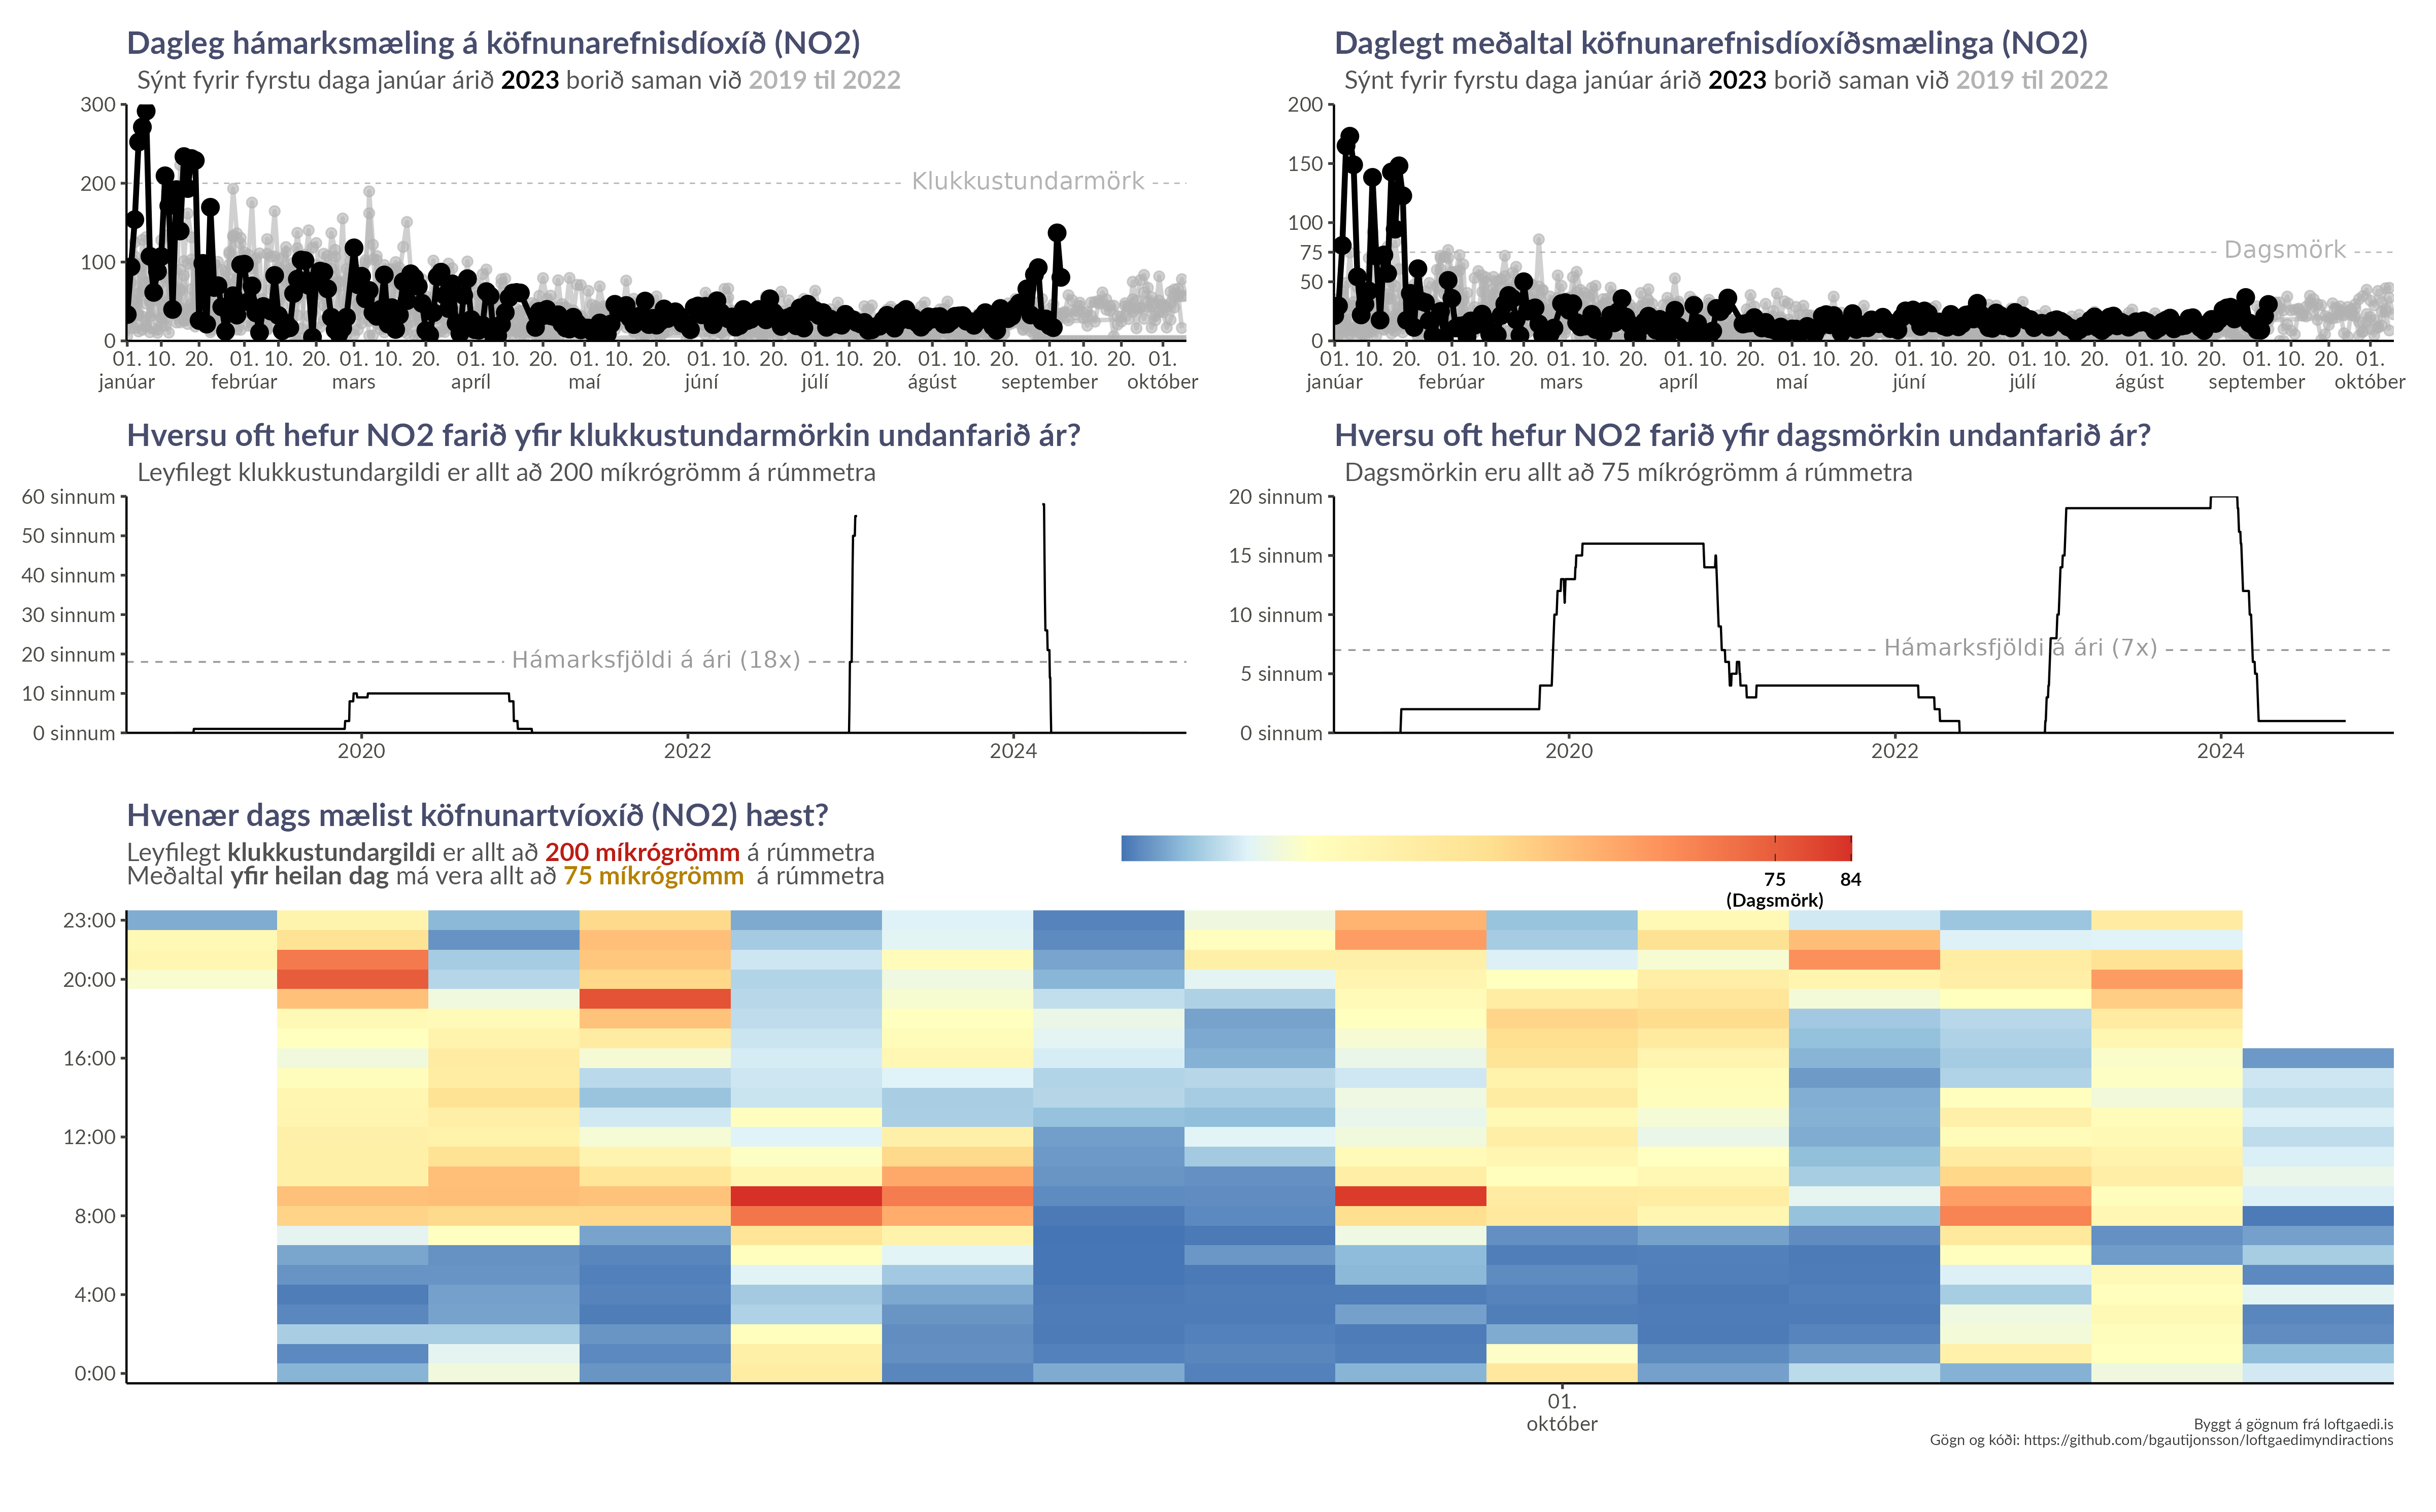 Dagleg hámarksmæling á köfnunarefnisdíoxíð (NO2)
Sýnt fyrir fyrstu daga janúar árið 2023 borið saman við 2019 til 2022
300
200
100
0
Klukkustundarmörk
01. 10. 20. 01. 10. 20. 01. 10. 20. 01. 10. 20. 01. 10. 20. 01. 10. 20. 01. 10. 20. 01. 10. 20. 01. 10. 20. 01.
janúar febrúar mars apríl maí júní júlí ágúst september október
Daglegt meðaltal köfnunarefnisdíoxíðsmælinga (NO2)
Sýnt fyrir fyrstu daga janúar árið 2023 borið saman við 2019 til 2022
200
150
100
75
50
0
Dagsmörk
01. 10. 20. 01. 10. 20. 01. 10. 20. 01. 10. 20. 01. 10. 20. 01. 10. 20. 01. 10. 20. 01. 10. 20. 01. 10. 20. 01.
janúar febrúar mars apríl maí júní júlí ágúst september október
Hversu oft hefur NO2 farið yfir klukkustundarmörkin undanfarið ár?
Leyfilegt klukkustundargildi er allt að 200 míkrógrömm á rúmmetra
60 sinnum
50 sinnum
40 sinnum
30 sinnum
20 sinnum
10 sinnum
0 sinnum
Hámarksfjöldi á ári (18x)
2020 2022 2024
Hversu oft hefur NO2 farið yfir dagsmörkin undanfarið ár?
Dagsmörkin eru allt að 75 míkrógrömm á rúmmetra
20 sinnum
15 sinnum
10 sinnum
5 sinnum
0 sinnum
Hámarksfjöldi á ári (7x)
2020 2022 2024
Hvenær dags mælist köfnunartvíoxíð (NO2) hæst?
Leyfilegt klukkustundargildi er allt að 200 míkrógrömm á rúmmetra
Meðaltal yfir heilan dag má vera allt að 75 míkrógrömm á rúmmetra
75 84
(Dagsmörk)
23:00
20:00
16:00
12:00
8:00
4:00
0:00
01.
október
Byggt á gögnum frá loftgaedi.is
Gögn og kóði: https://github.com/bgautijonsson/loftgaedimyndiractions